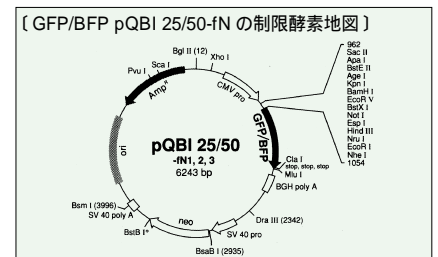 〔 GFP/BFP pQBI 25/50-fN の制限酵素地図 〕
Bgl II (12)
Xho I
Sca I
Pvu I
Amp^R
CMV pro
962
Sac II
Apa I
BstE II
Age I
Kpn I
BamH I
EcoR V
BstX I
Not I
Esp I
Hind III
Nru I
EcoR I
Nhe I
1054
GFP/BFP
pQBI 25/50
-fN1, 2, 3
6243 bp
ori
Cla I
stop, stop, stop
Mlu I
BGH poly A
Bsm I (3996)
SV 40 poly A
Dra III (2342)
neo
SV 40 pro
BstB I*
BsaB I (2935)